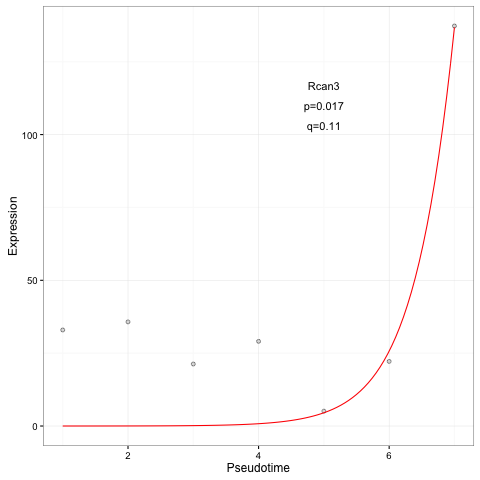 Rcan3
p=0.017
q=0.11
Expression
100
50
0
2 4 6
Pseudotime